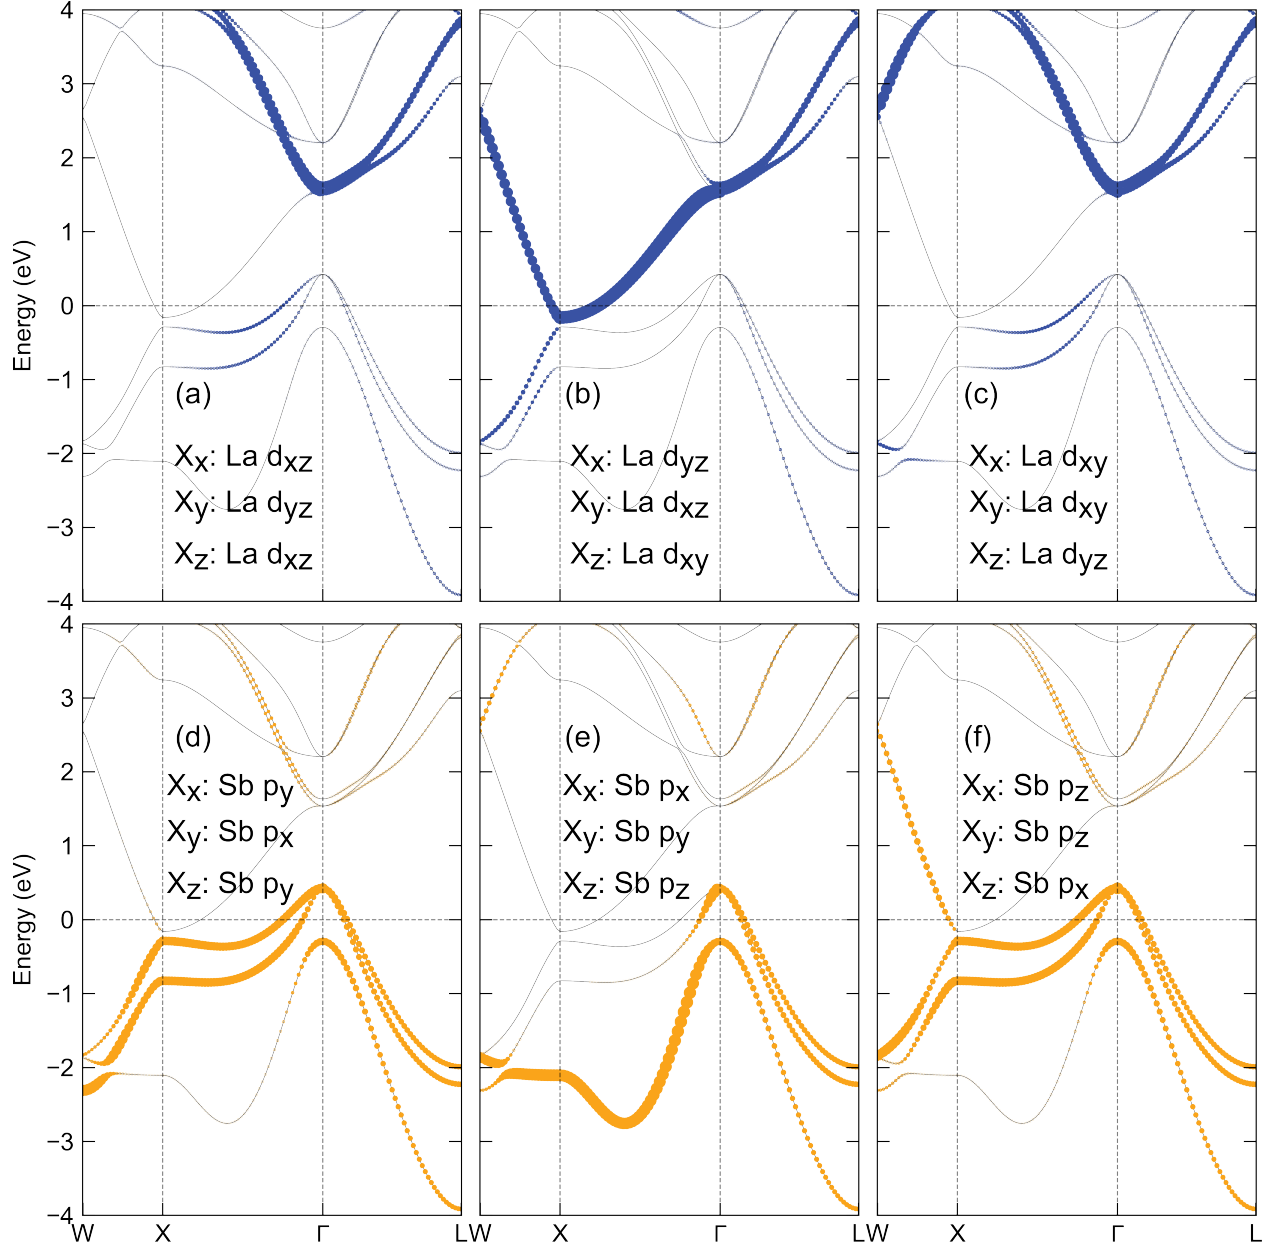 4
3
2
1
0
−1
−2
−3
−4
Energy (eV)
(a)
Xx: La dxz
Xy: La dyz
Xz: La dxz
(b)
Xx: La dyz
Xy: La dxz
Xz: La dxy
(c)
Xx: La dxy
Xy: La dxy
Xz: La dyz
4
3
2
1
0
−1
−2
−3
−4
Energy (eV)
(d)
Xx: Sb py
Xy: Sb px
Xz: Sb py
(e)
Xx: Sb px
Xy: Sb py
Xz: Sb pz
(f)
Xx: Sb pz
Xy: Sb pz
Xz: Sb px
W X Γ L
W X Γ L
W X Γ L